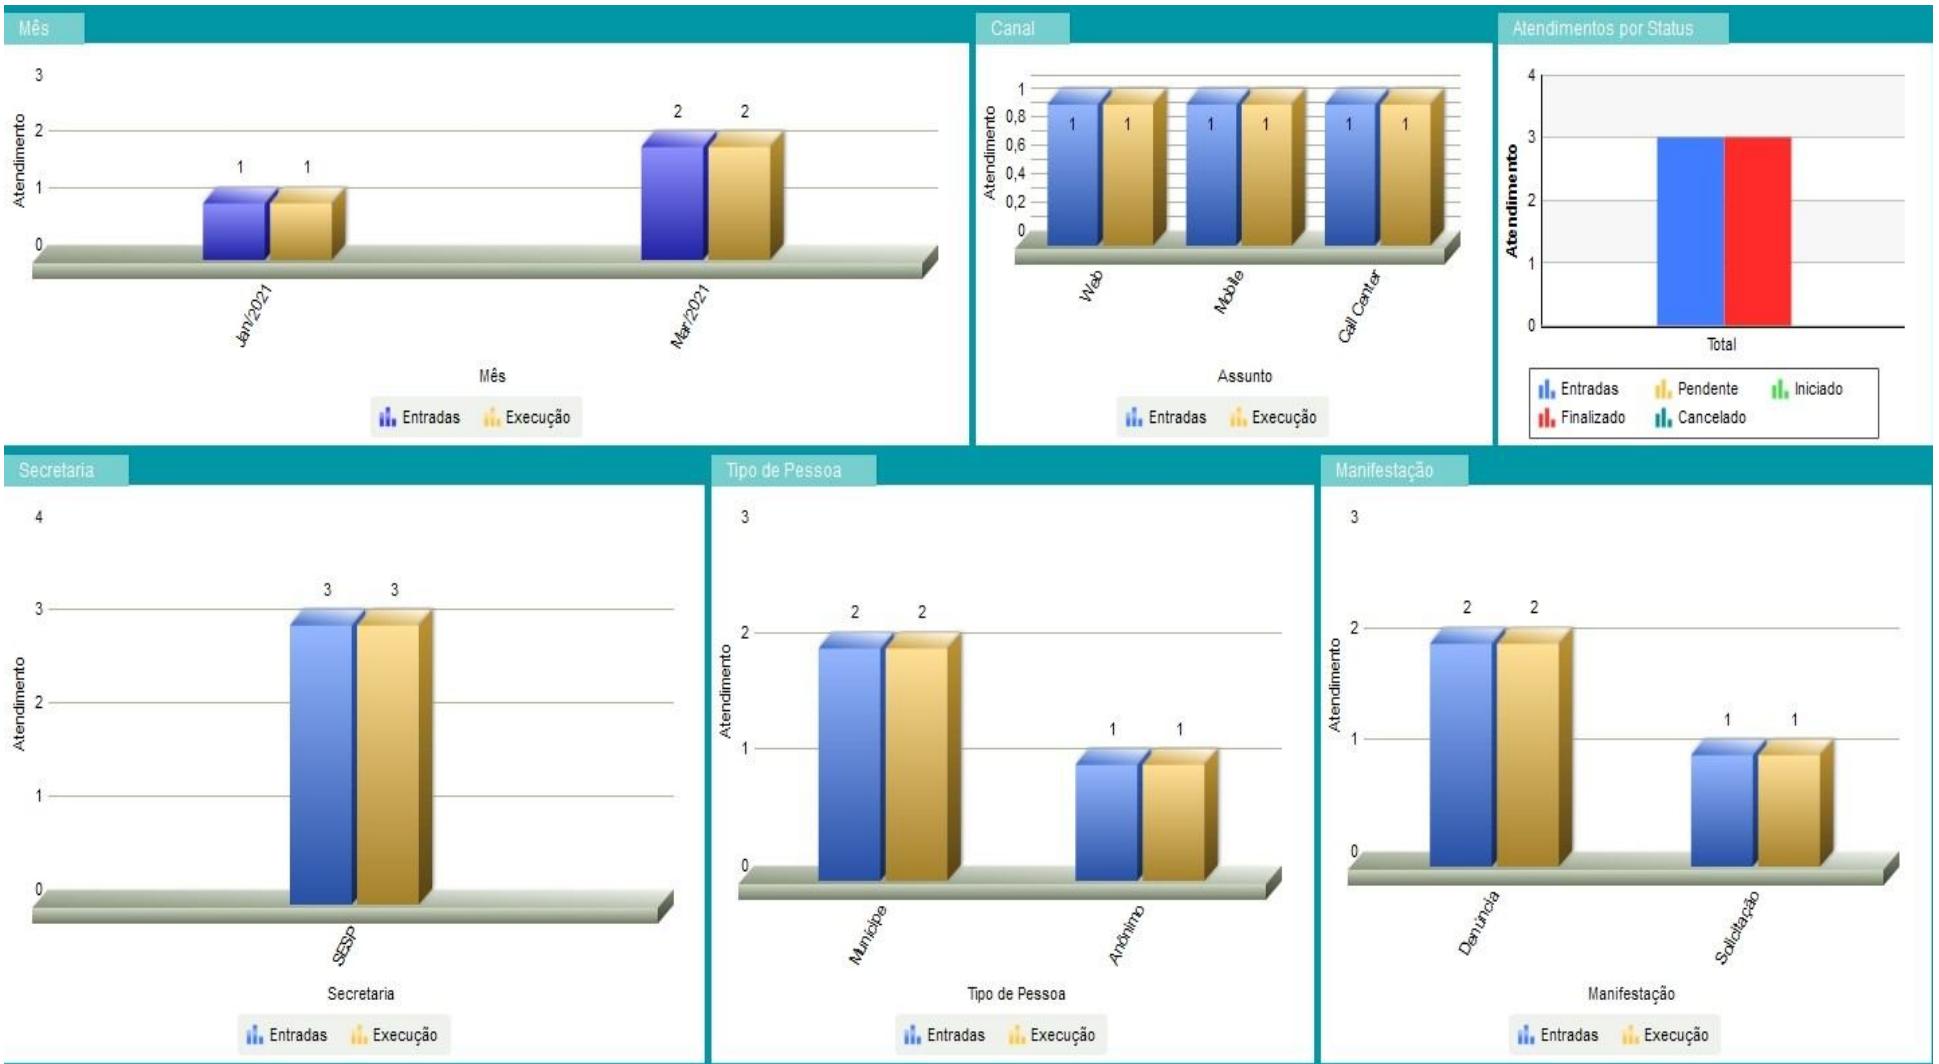 Mês
3
2
1
0
Atendimento
1
1
2
2
Jan/2021
Mar/2021
Mês
Entradas Execução
Canal
1
0,8
0,6
0,4
0,2
0
Atendimento
1 1 1 1 1 1
Web
Mobile
Call Center
Assunto
Entradas Execução
Atendimentos por Status
4
3
2
1
0
Atendimento
Total
Entradas Pendente Iniciado
Finalizado Cancelado
Secretaria
4
3
2
1
0
Atendimento
3 3
SESP
Secretaria
Entradas Execução
Tipo de Pessoa
3
2
1
0
Atendimento
2 2
1 1
Munícipe
Anônimo
Tipo de Pessoa
Entradas Execução
Manifestação
3
2
1
0
Atendimento
2 2
1 1
Denúncia
Solicitação
Manifestação
Entradas Execução